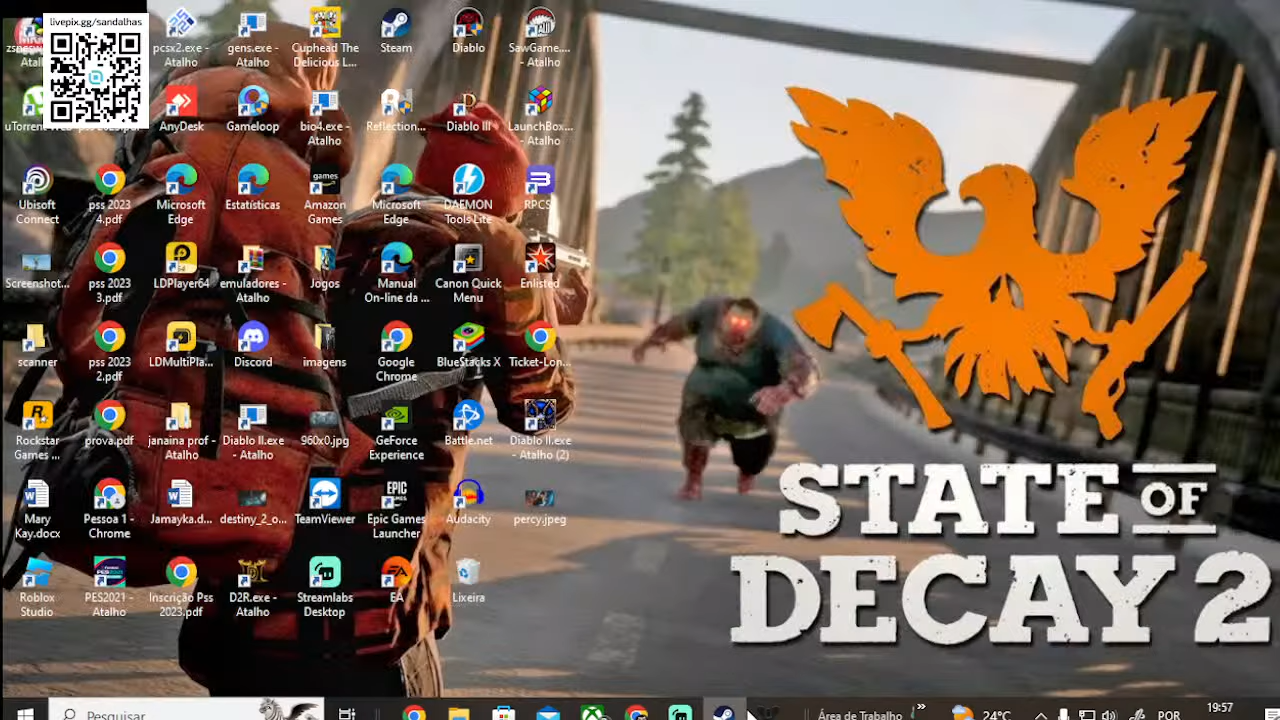 livepix.gg/sandalhas
pcsx2.exe -
Atalho
gens.exe -
Atalho
Cuphead The
Delicious L...
Steam
Diablo
SawGame....
- Atalho
AnyDesk
Gameloop
bio4.exe -
Atalho
Reflection...
Diablo III
LaunchBox...
- Atalho
Ubisoft
Connect
pss 2023
4.pdf
Microsoft
Edge
Estatísticas
games
Amazon
Games
Microsoft
Edge
DAEMON
Tools Lite
RPCS
Screenshot...
pss 2023
3.pdf
LDPlayer64
emuladores -
Atalho
Jogos
Manual
On-line da ...
Canon Quick
Menu
Enlisted
scanner
pss 2023
2.pdf
LDMultiPla...
Discord
imagens
Google
Chrome
BlueStacks X
Ticket-Lon...
Rockstar
Games ...
prova.pdf
janaina prof -
Atalho
Diablo II.exe
- Atalho
960x0.jpg
GeForce
Experience
Battle.net
Diablo II.exe
- Atalho (2)
Mary
Kay.docx
Pessoa 1 -
Chrome
Jamayka.d...
destiny_2_o...
TeamViewer
EPIC
GAMES
Epic Games
Launcher
Audacity
percy.jpeg
Roblox
Studio
PES2021 -
Atalho
Inscrição Pss
2023.pdf
D2R.exe -
Atalho
Streamlabs
Desktop
EA
Lixeira
STATE OF
DECAY 2
Pesquisar
Área de Trabalho
24°C
POR
19:57